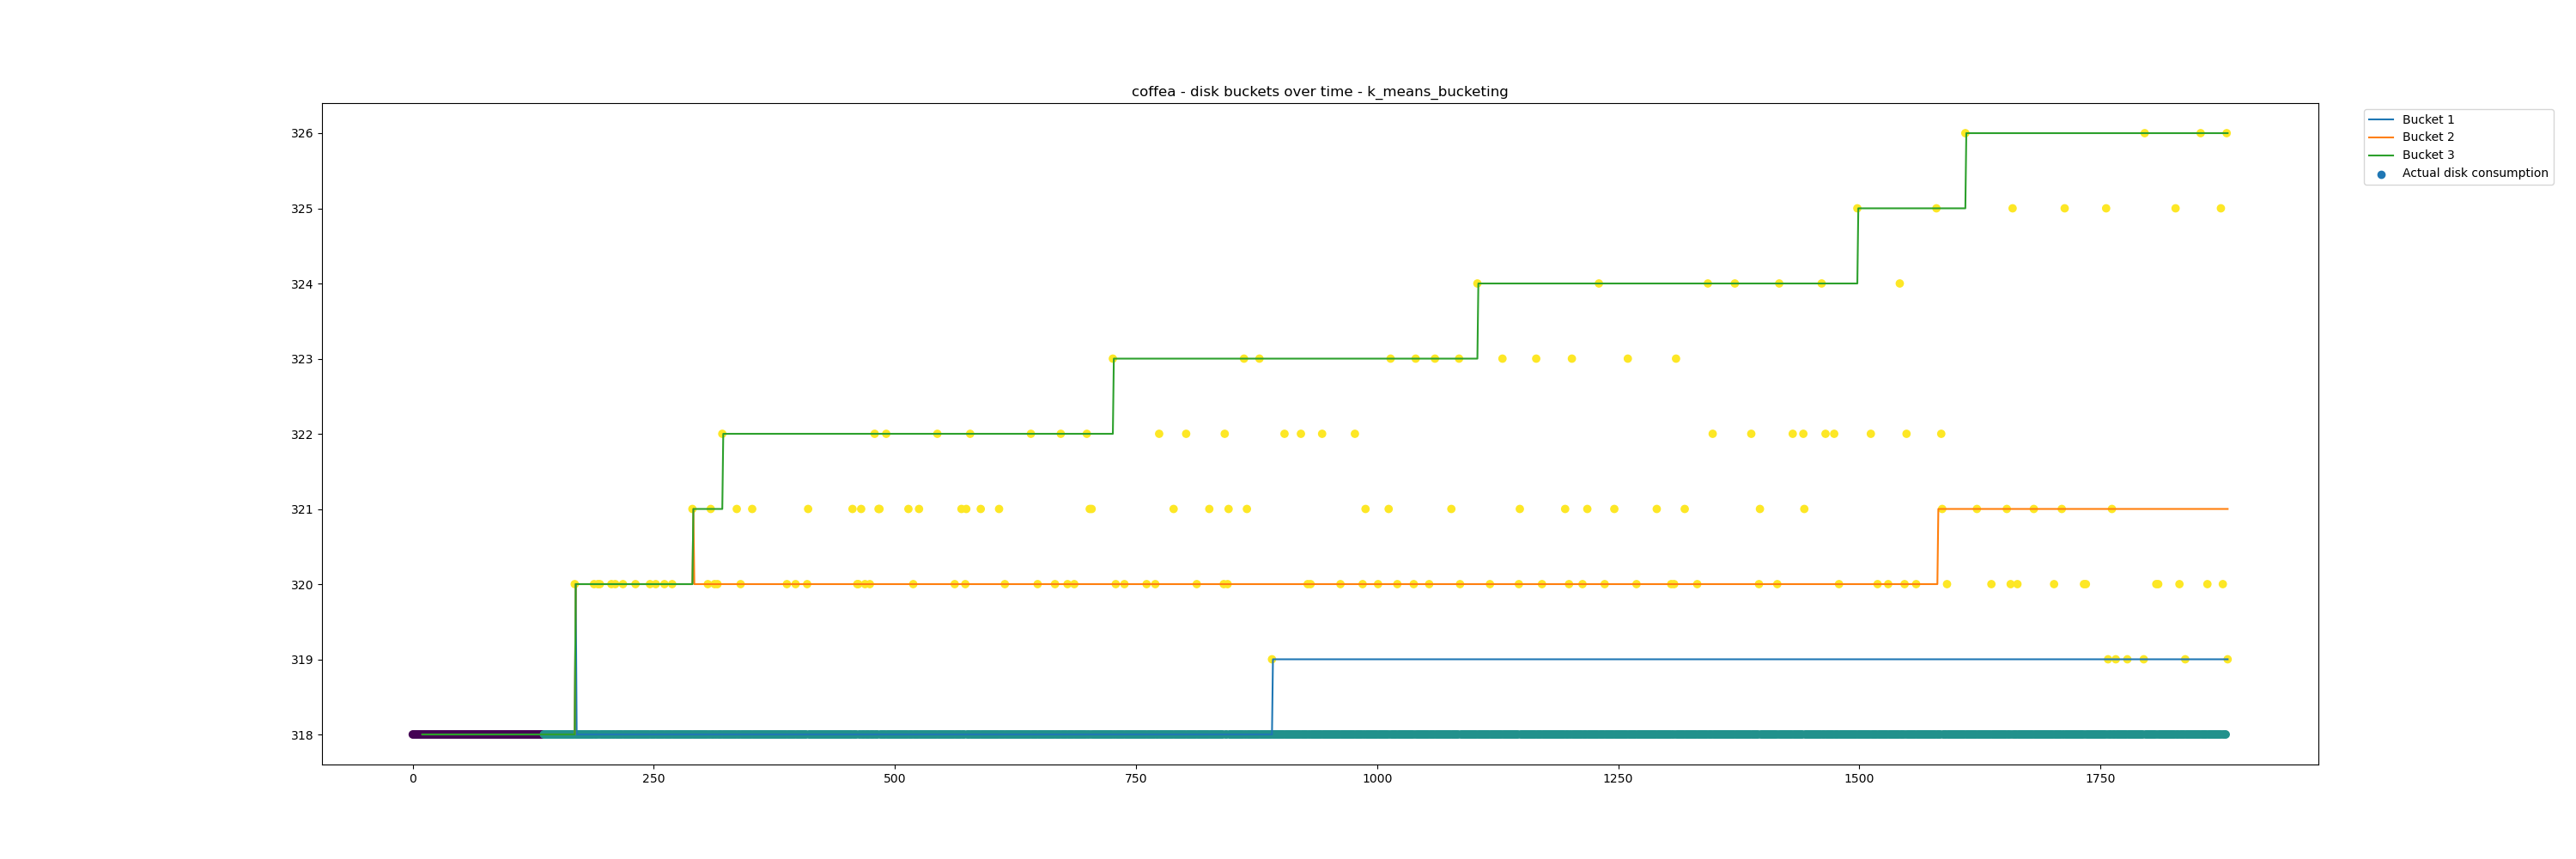 coffea - disk buckets over time - k_means_bucketing
Bucket 1
Bucket 2
Bucket 3
Actual disk consumption
326
325
324
323
322
321
320
319
318
0 250 500 750 1000 1250 1500 1750